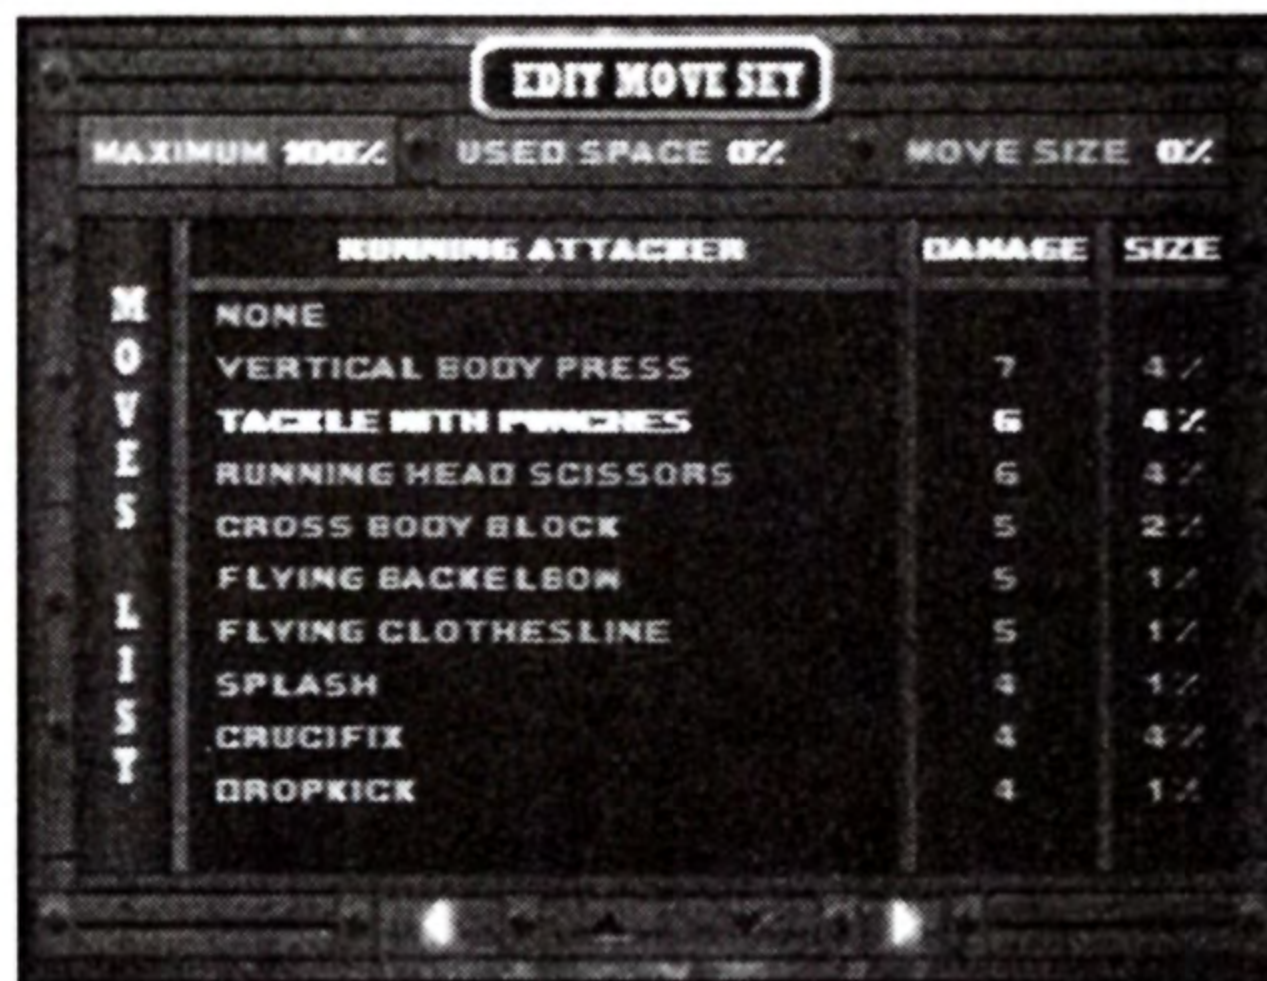 EDIT MOVE SET
MAXIMUM 100% USED SPACE 0% MOVE SIZE 0%
MOVES LIST
RUNNING ATTACKER DAMAGE SIZE
NONE
VERTICAL BODY PRESS 7 4%
TACKLE WITH PUNCHES 6 4%
RUNNING HEAD SCISSORS 6 4%
CROSS BODY BLOCK 5 2%
FLYING BACKELBOW 5 1%
FLYING CLOTHESLINE 5 1%
SPLASH 4 1%
CRUCIFIX 4 4%
DROPKICK 4 1%